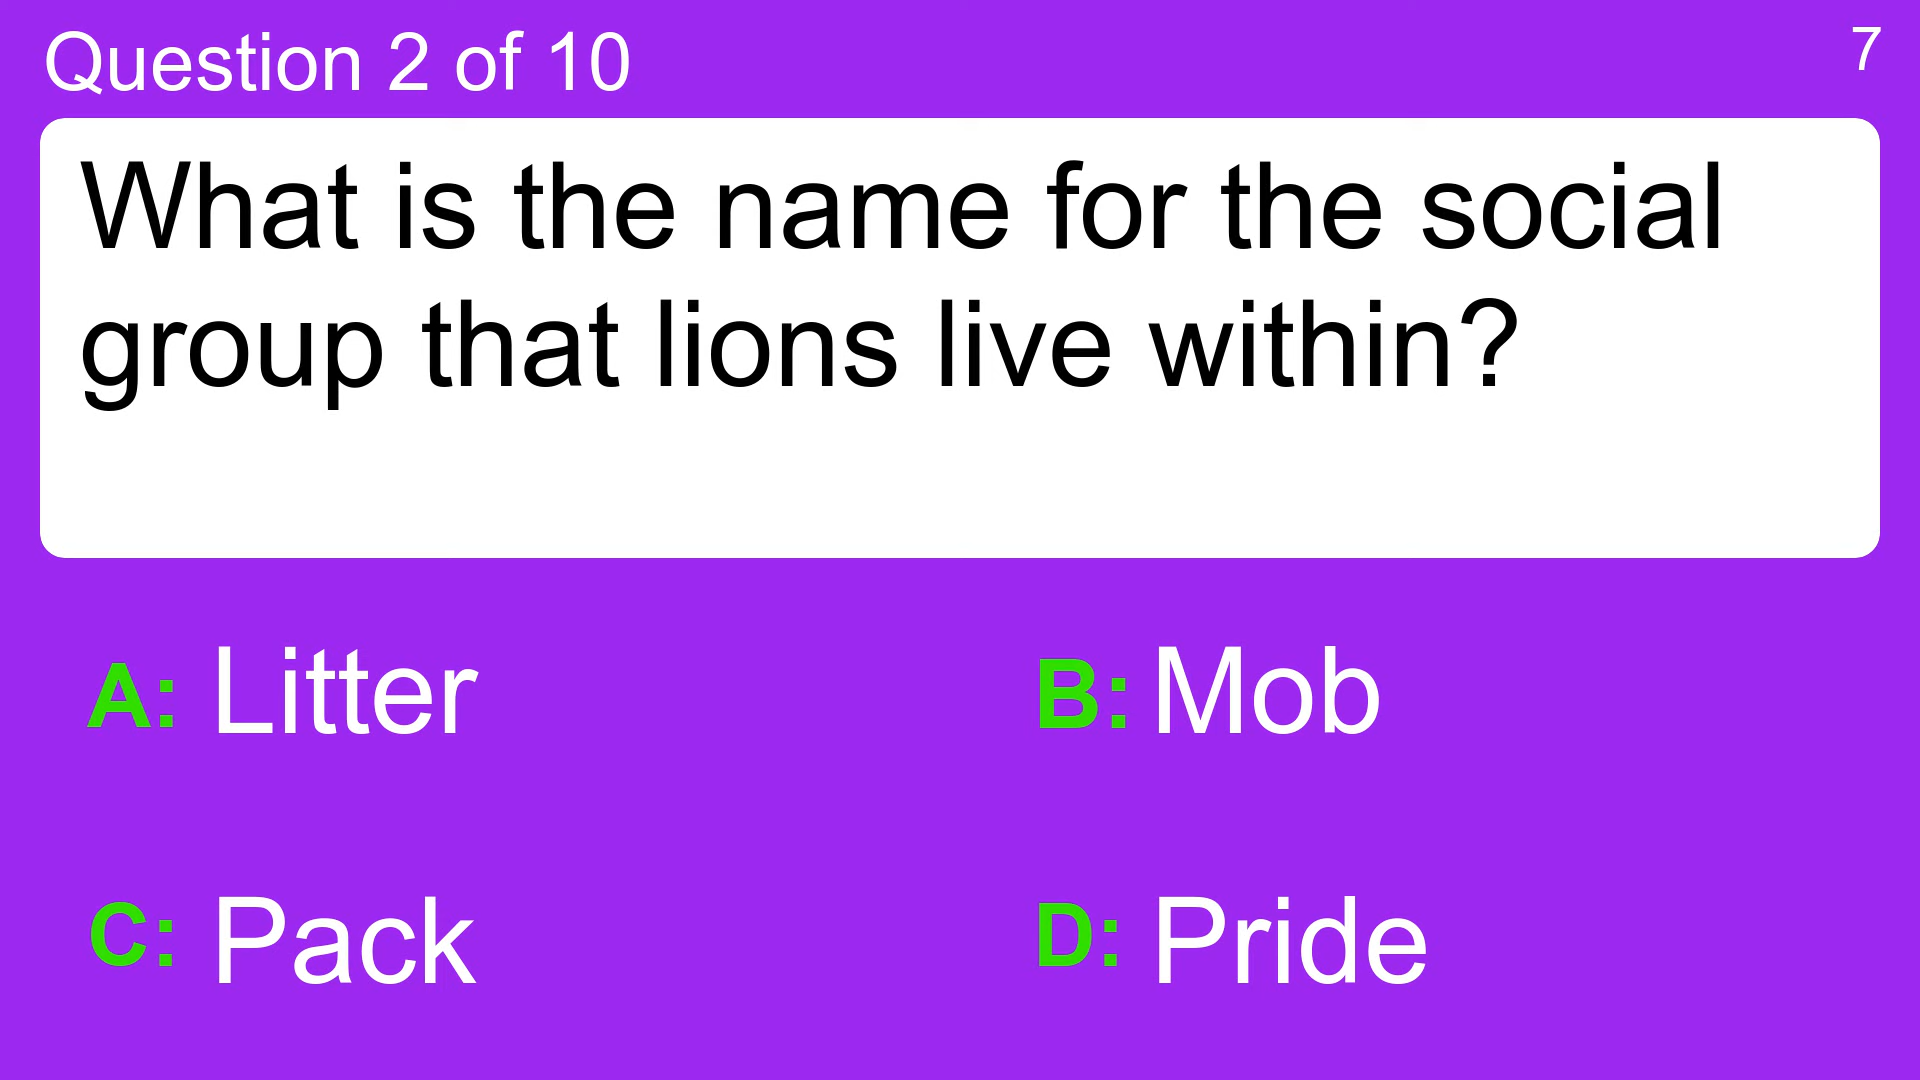 Question 2 of 10
7
What is the name for the social
group that lions live within?
A: Litter
B: Mob
C: Pack
D: Pride